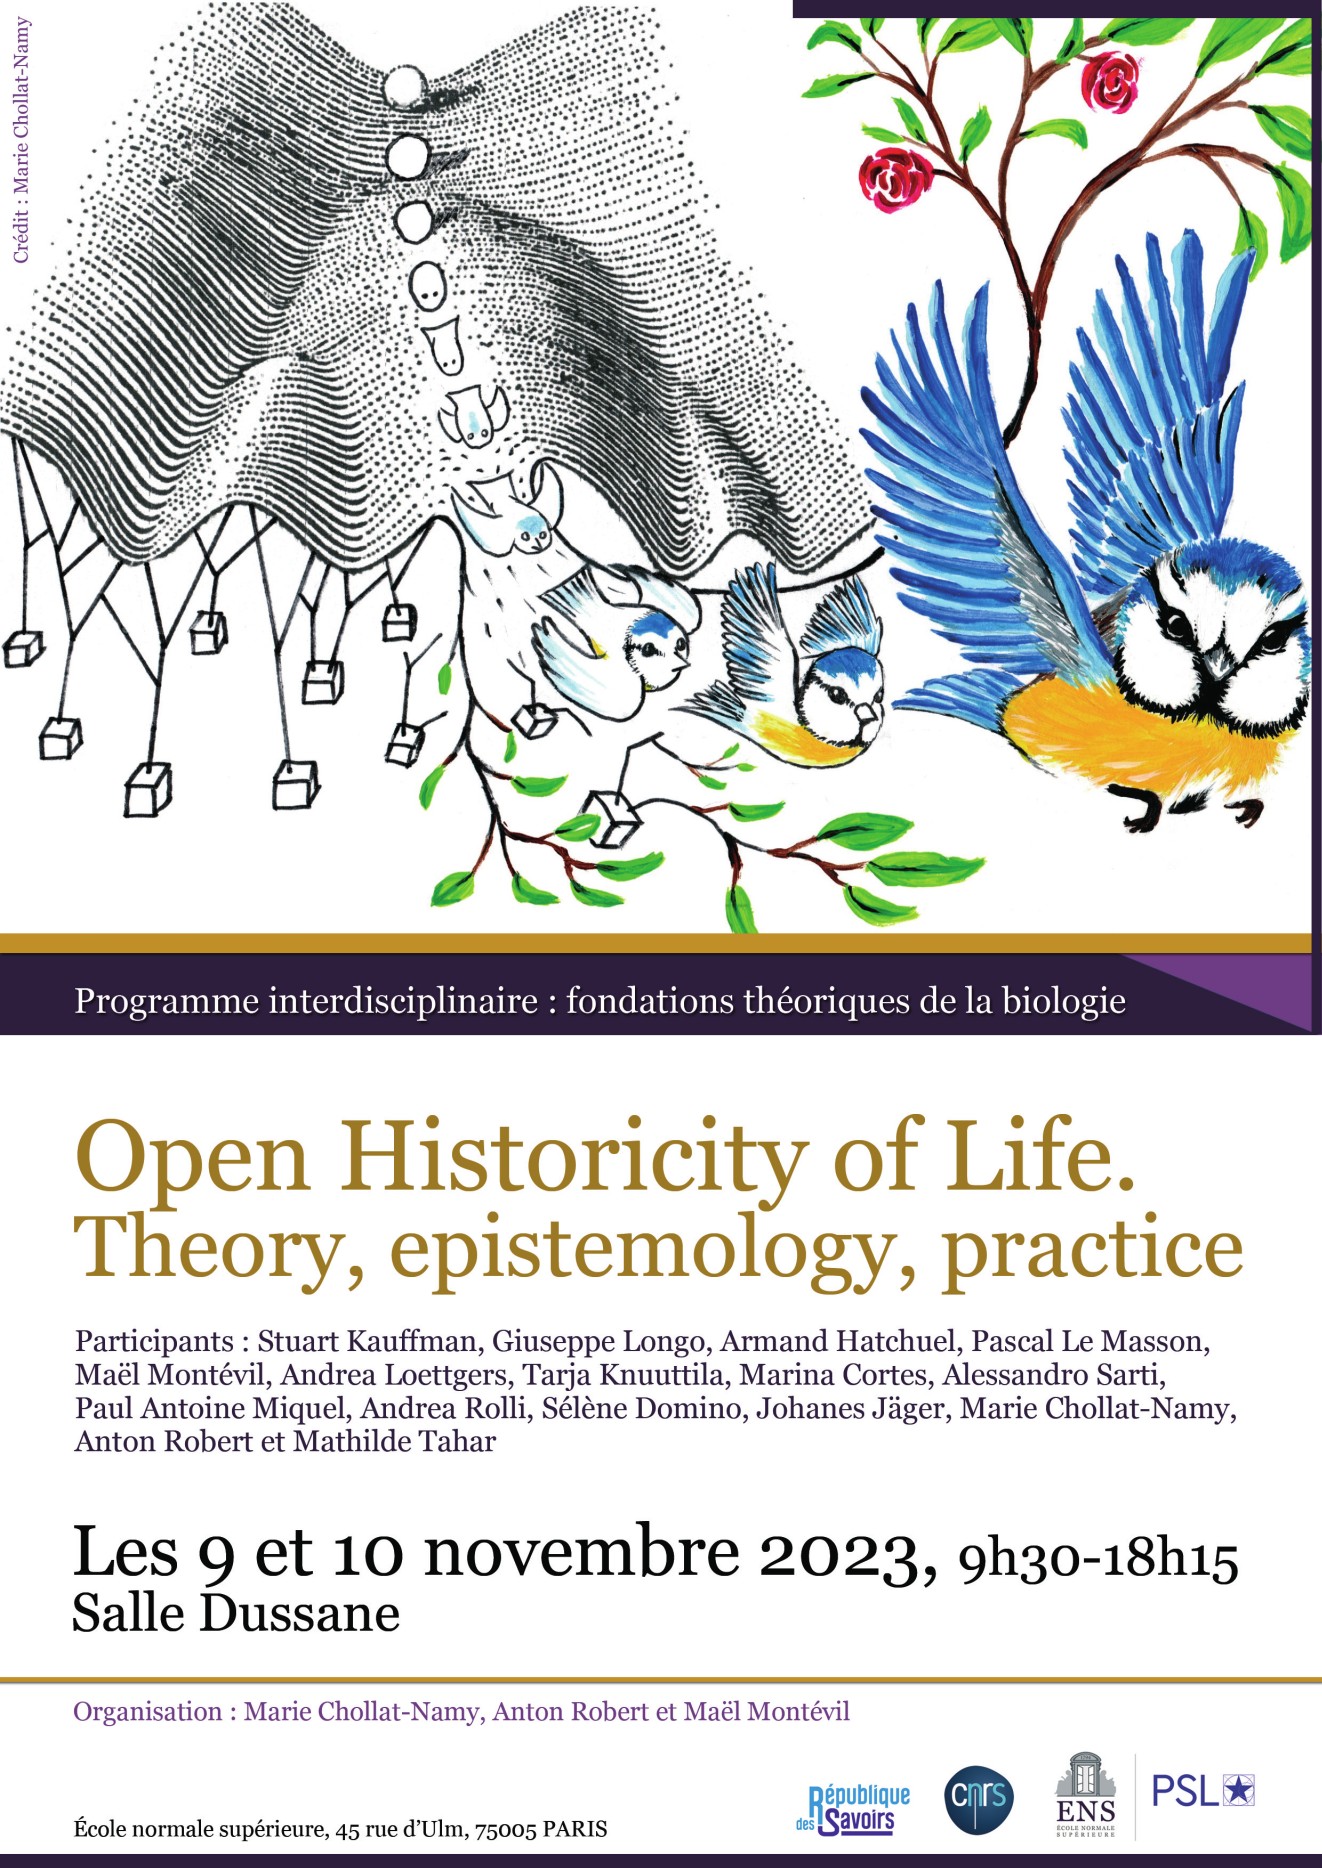 Crédit : Marie Chollat-Namy
Programme interdisciplinaire : fondations théoriques de la biologie
Open Historicity of Life.
Theory, epistemology, practice
Participants : Stuart Kauffman, Giuseppe Longo, Armand Hatchuel, Pascal Le Masson,
Maël Montévil, Andrea Loettgers, Tarja Knuuttila, Marina Cortes, Alessandro Sarti,
Paul Antoine Miquel, Andrea Rolli, Sélène Domino, Johanes Jäger, Marie Chollat-Namy,
Anton Robert et Mathilde Tahar
Les 9 et 10 novembre 2023, 9h30-18h15
Salle Dussane
Organisation : Marie Chollat-Namy, Anton Robert et Maël Montévil
École normale supérieure, 45 rue d'Ulm, 75005 PARIS
République
des Savoirs
cnrs
ENS
ÉCOLE NORMALE
SUPÉRIEURE
PSL